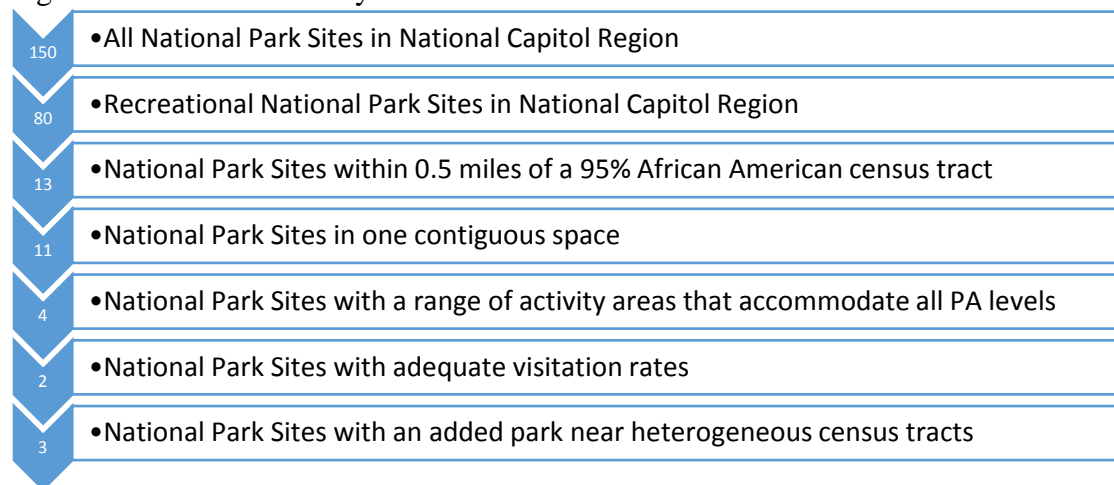 150
•All National Park Sites in National Capitol Region
80
•Recreational National Park Sites in National Capitol Region
13
•National Park Sites within 0.5 miles of a 95% African American census tract
11
•National Park Sites in one contiguous space
4
•National Park Sites with a range of activity areas that accommodate all PA levels
2
•National Park Sites with adequate visitation rates
3
•National Park Sites with an added park near heterogeneous census tracts